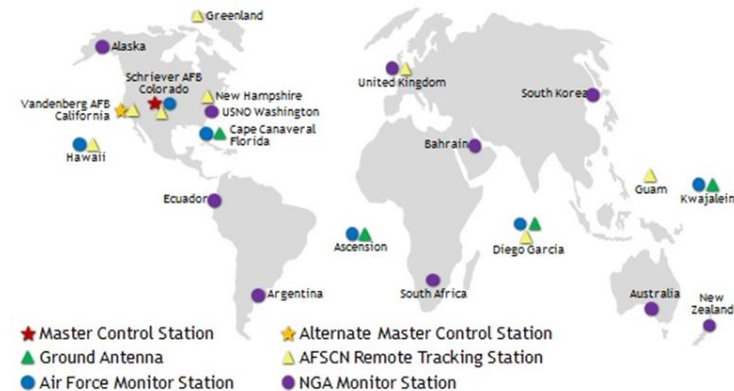 Greenland
Alaska
Schriever AFB
Colorado
United Kingdom
New Hampshire
South Korea
Vandenberg AFB
California
USNO Washington
Cape Canaveral
Florida
Hawaii
Bahrain
Guam
Kwajalein
Ecuador
Ascension
Diego Garcia
Argentina
South Africa
Australia
New
Zealand
Master Control Station
Alternate Master Control Station
Ground Antenna
AFSCN Remote Tracking Station
Air Force Monitor Station
NGA Monitor Station